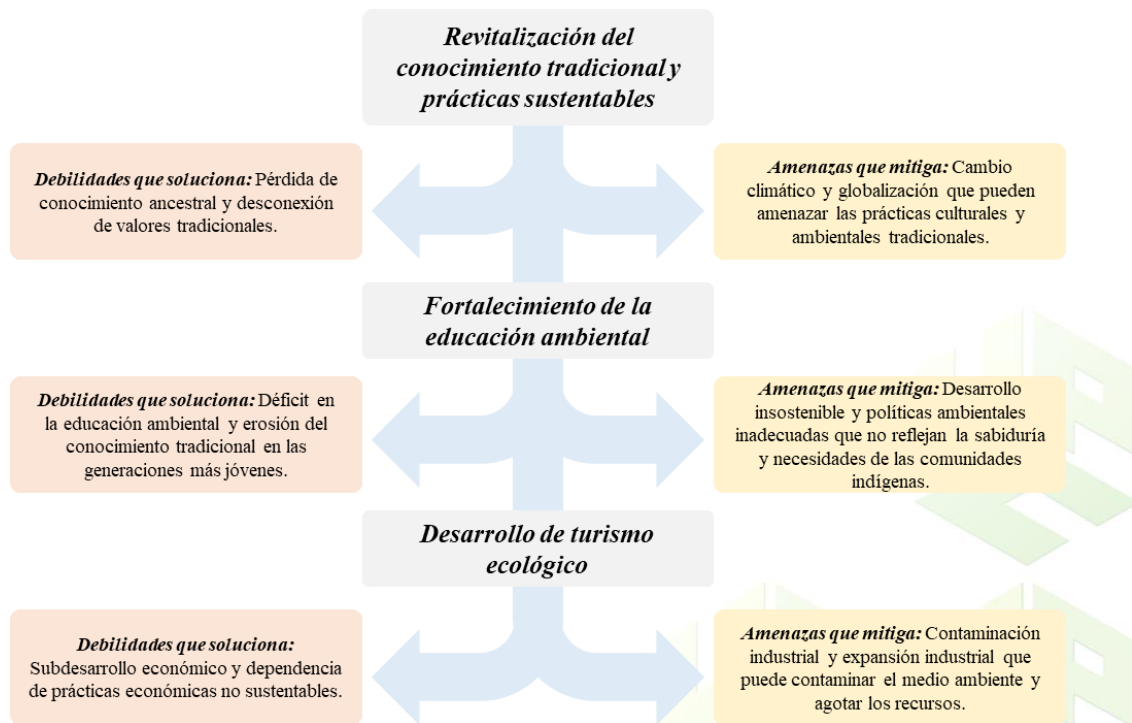 Revitalización del
conocimiento tradicional y
prácticas sustentables
Debilidades que soluciona: Pérdida de
conocimiento ancestral y desconexión
de valores tradicionales.
Amenazas que mitiga: Cambio
climático y globalización que pueden
amenazar las prácticas culturales y
ambientales tradicionales.
Fortalecimiento de la
educación ambiental
Debilidades que soluciona: Déficit en
la educación ambiental y erosión del
conocimiento tradicional en las
generaciones más jóvenes.
Amenazas que mitiga: Desarrollo
insostenible y políticas ambientales
inadecuadas que no reflejan la sabiduría
y necesidades de las comunidades
indígenas.
Desarrollo de turismo
ecológico
Debilidades que soluciona:
Subdesarrollo económico y dependencia
de prácticas económicas no sustentables.
Amenazas que mitiga: Contaminación
industrial y expansión industrial que
puede contaminar el medio ambiente y
agotar los recursos.